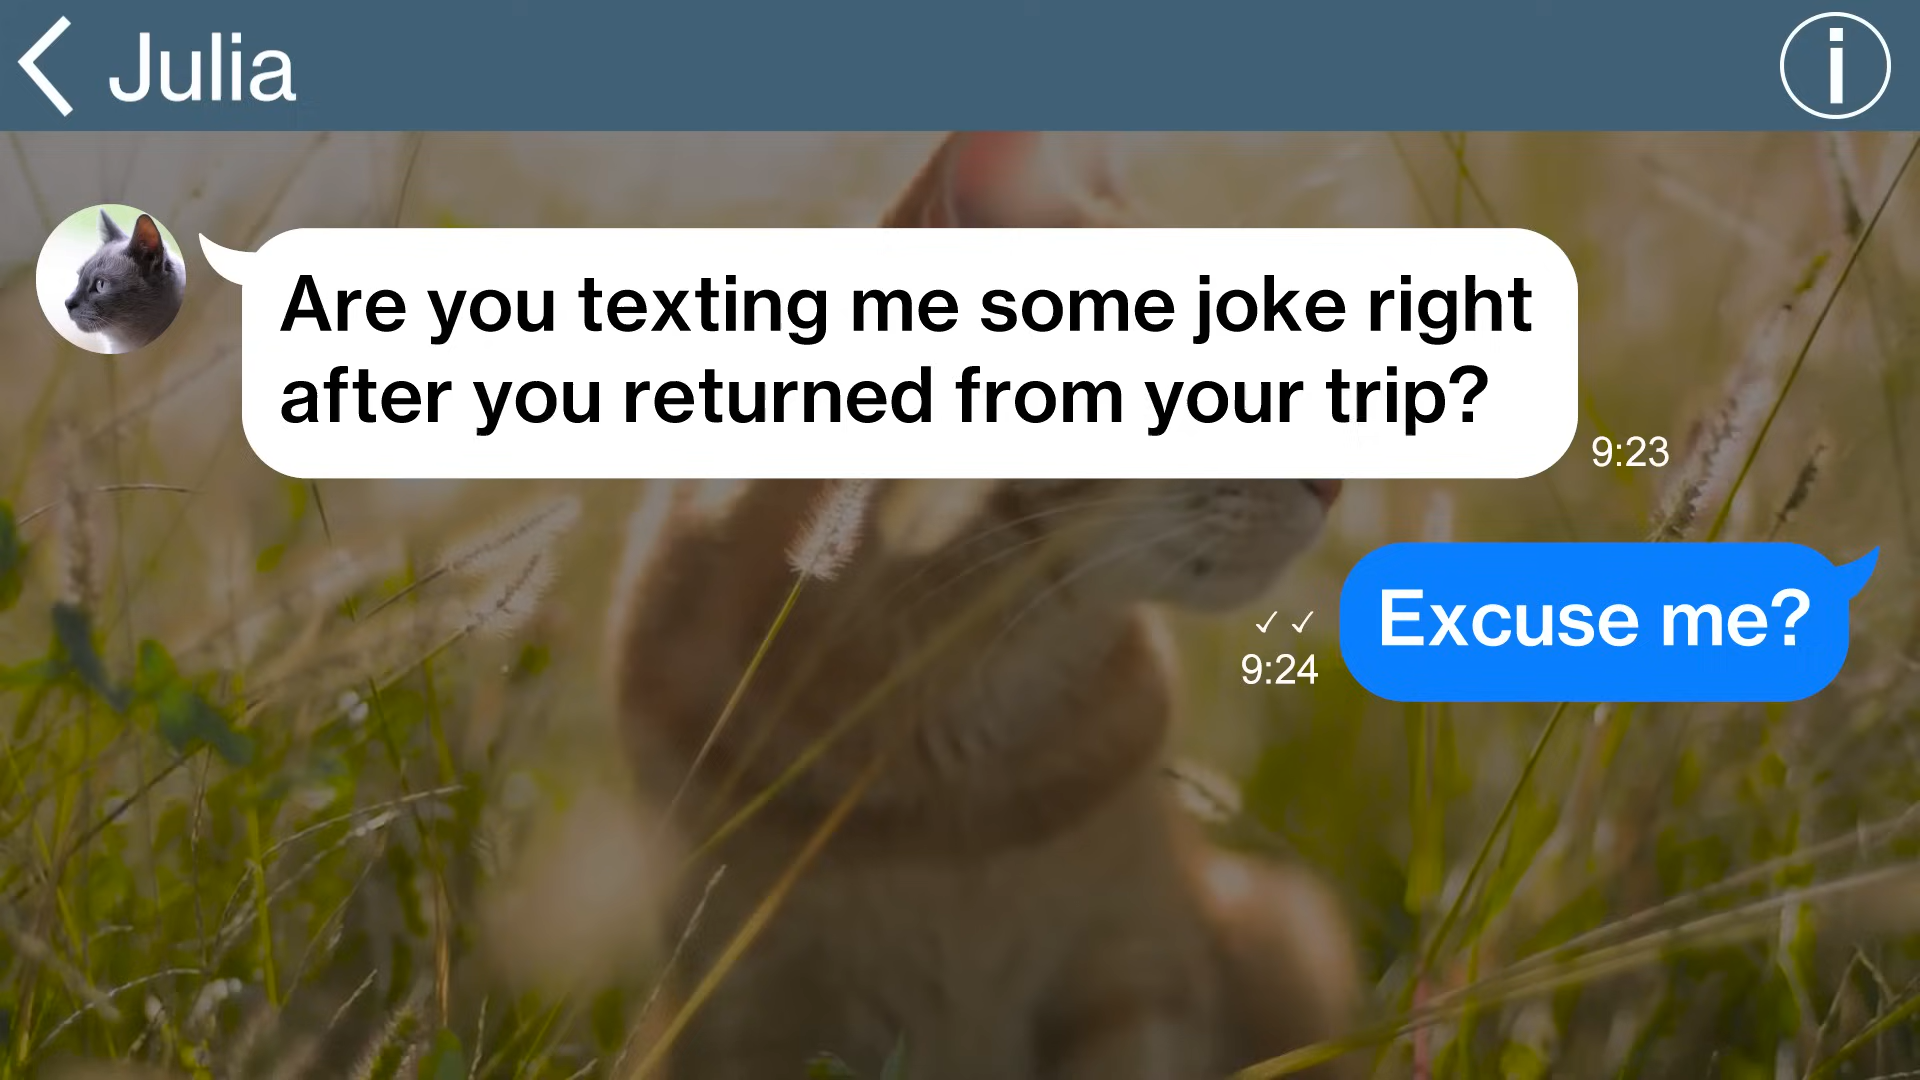 Julia
Are you texting me some joke right
after you returned from your trip?
9:23
Excuse me?
✓✓
9:24